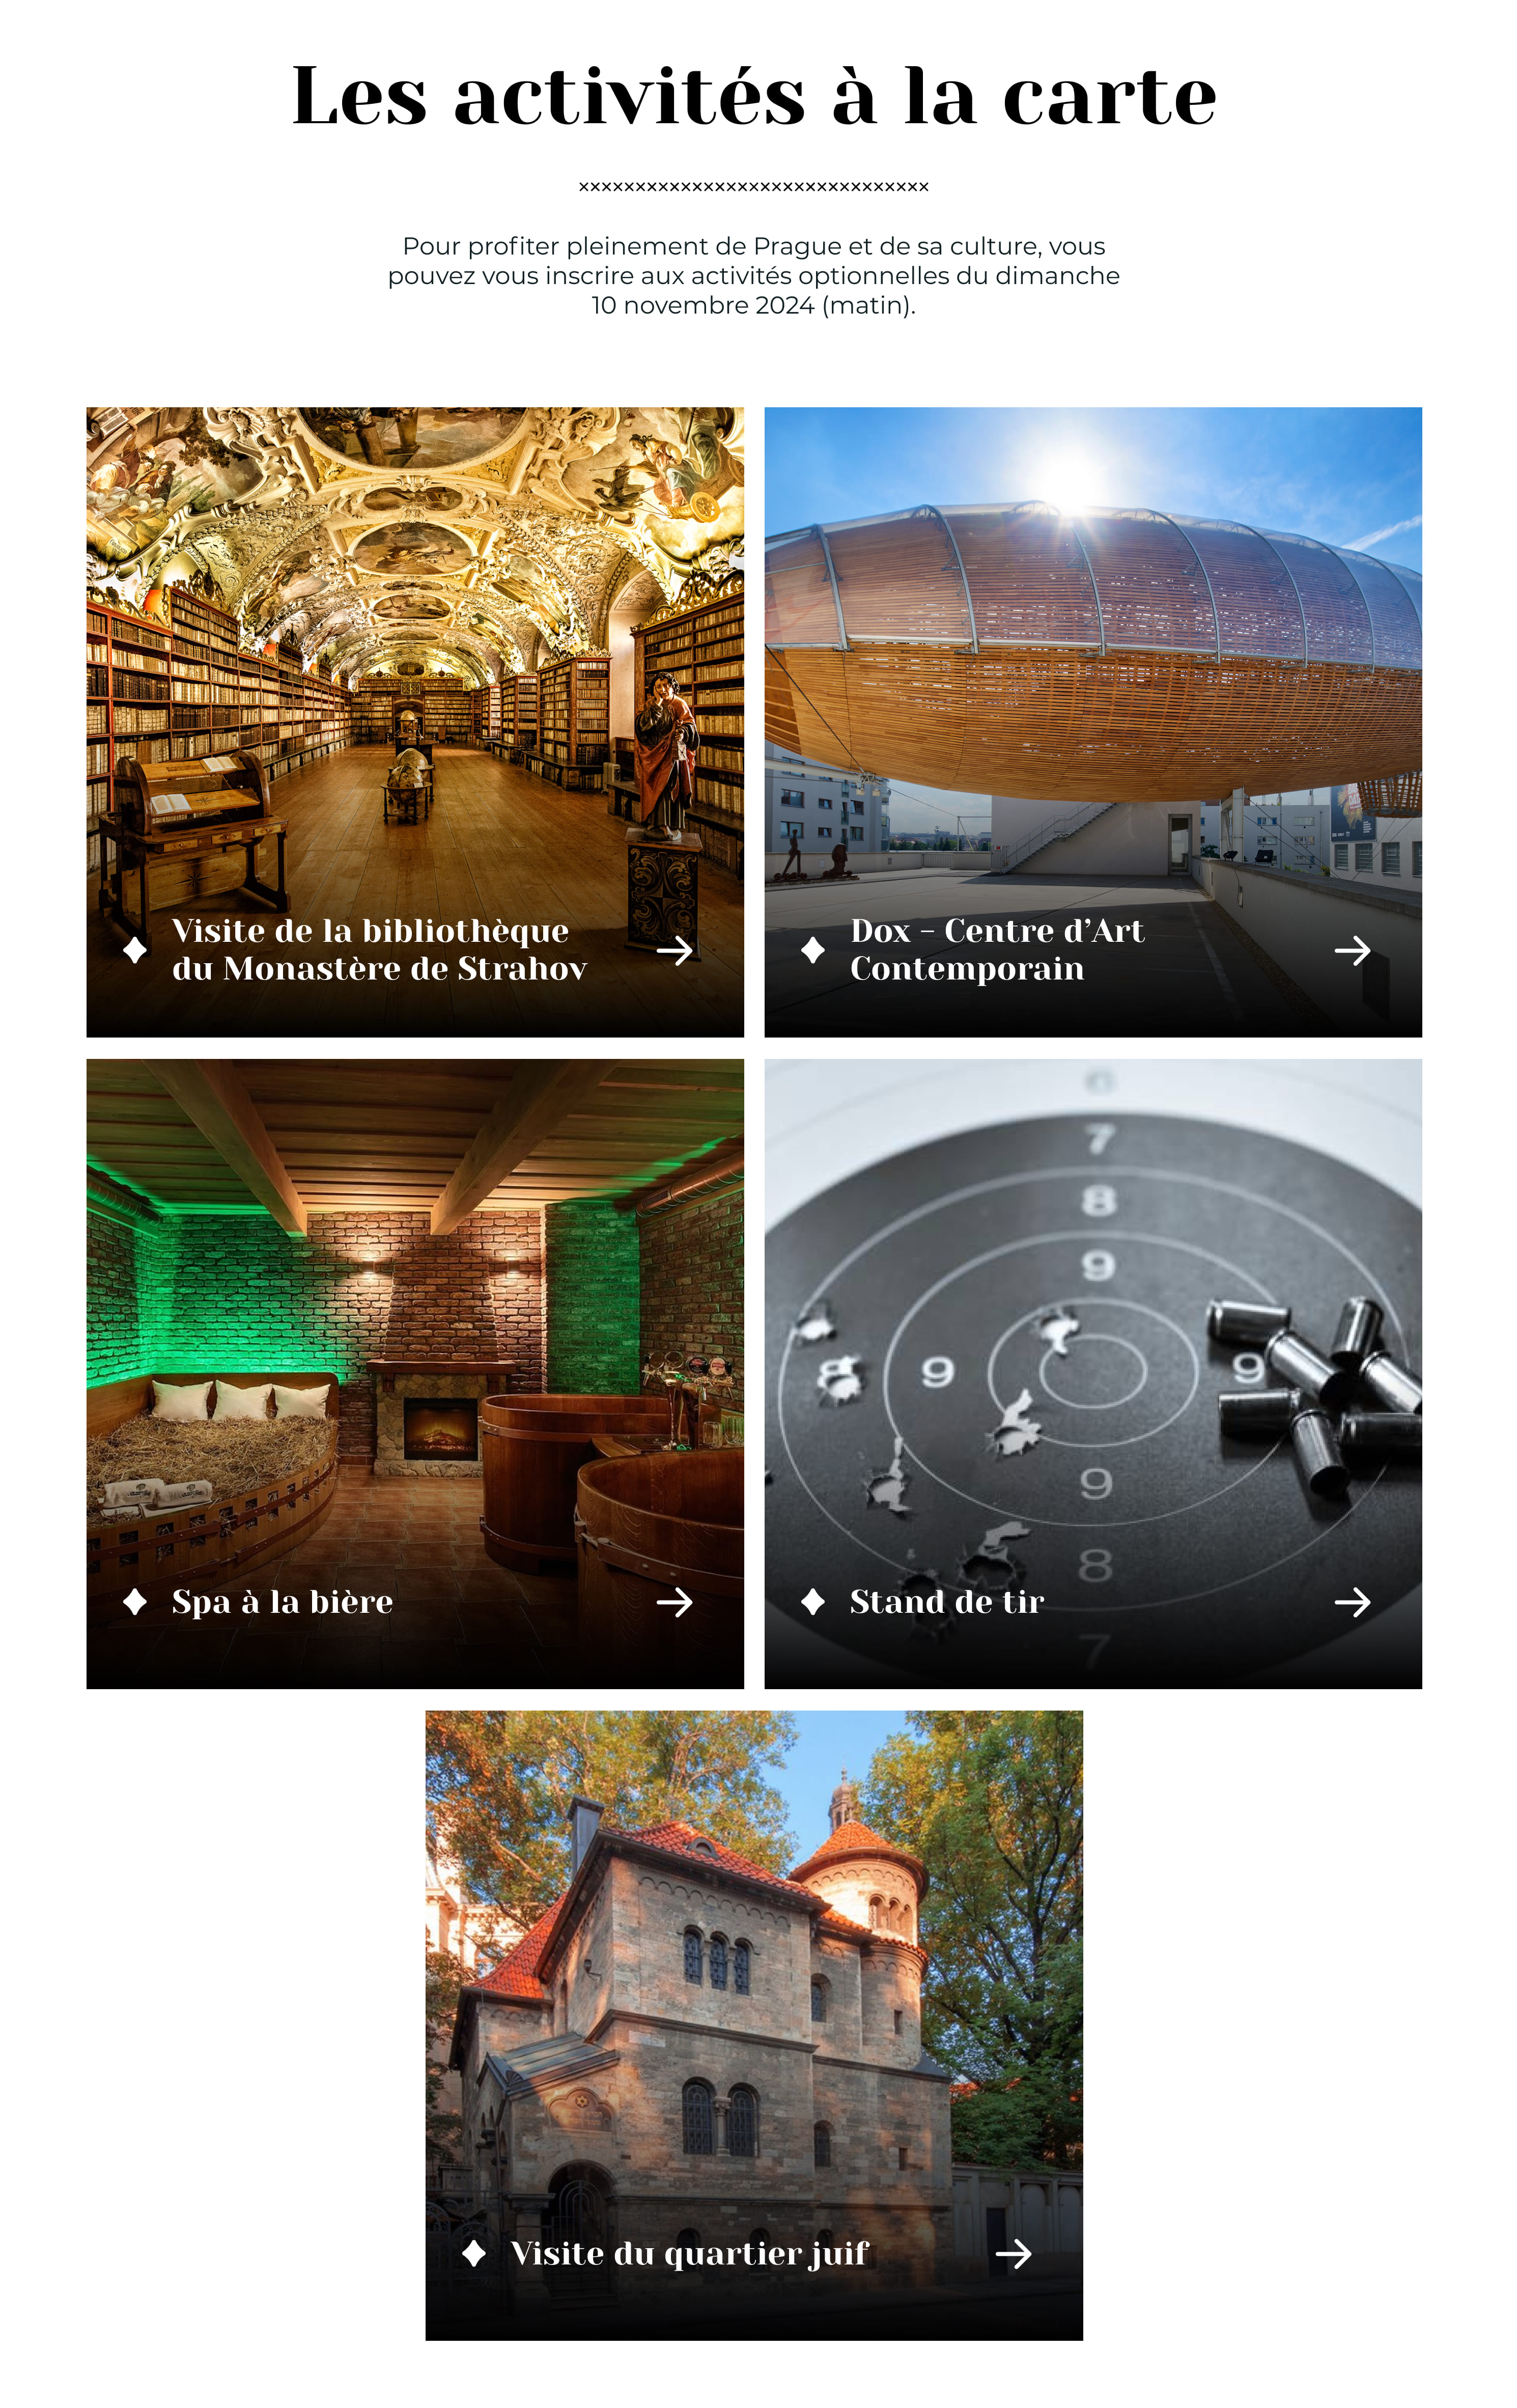 Les activités à la carte
××××××××××××××××××××××××××××××
Pour profiter pleinement de Prague et de sa culture, vous
pouvez vous inscrire aux activités optionnelles du dimanche
10 novembre 2024 (matin).
Visite de la bibliothèque
du Monastère de Strahov
Dox – Centre d’Art
Contemporain
Spa à la bière
7
8
9
8 9 9
9
8
7
Stand de tir
Visite du quartier juif